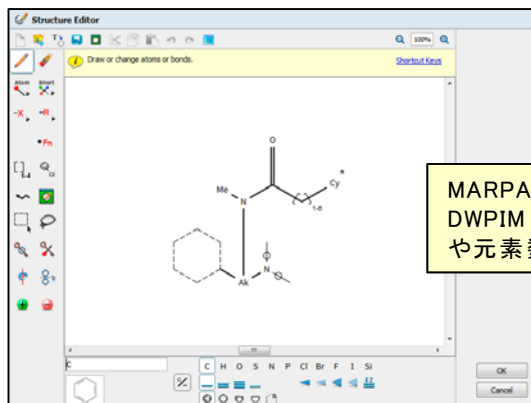 Structure Editor
100%
Draw or change atoms or bonds.
Shortcut Keys
Atom
Short
-X
-R
Fn
O
Me
N
Cy
*
1-6
Ak
N
MARPA
DWPIM
や元素数
C
C H O S N P Cl Br F I Si
OK
Cancel